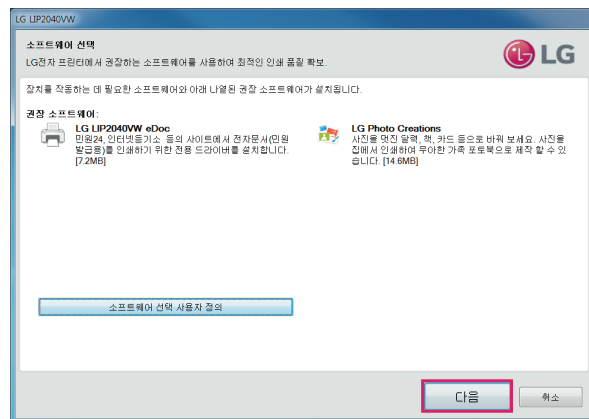 LG LIP2040VW
소프트웨어 선택
LG전자 프린터에서 권장하는 소프트웨어를 사용하여 최적인 인쇄 품질 확보.
LG
장치를 작동하는 데 필요한 소프트웨어와 아래 나열된 권장 소프트웨어가 설치됩니다.
권장 소프트웨어:
LG LIP2040VW eDoc
민원24, 인터넷등기소 등의 사이트에서 전자문서(민원
발급용)를 인쇄하기 위한 전용 드라이버를 설치합니다.
[7.2MB]
LG Photo Creations
사진을 멋진 달력, 책, 카드 등으로 바꿔 보세요. 사진을
집에서 인쇄하여 우아한 가족 포토북으로 제작 할 수 있
습니다. [14.6MB]
소프트웨어 선택 사용자 정의
다음
취소